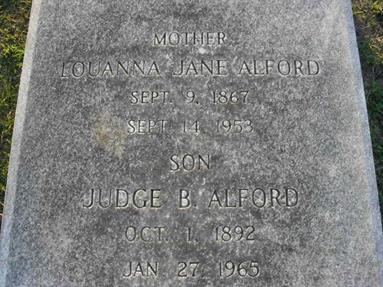 MOTHER
LOUANNA JANE ALFORD
SEPT. 9, 1867
SEPT. 14 1953
SON
JUDGE B. ALFORD
OCT. 1, 1892
JAN 27, 1965